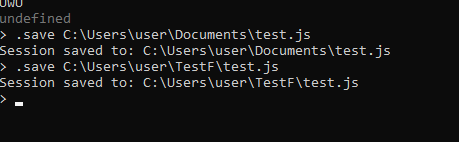 UWU
undefined
> .save C:\Users\user\Documents\test.js
Session saved to: C:\Users\user\Documents\test.js
> .save C:\Users\user\TestF\test.js
Session saved to: C:\Users\user\TestF\test.js
>